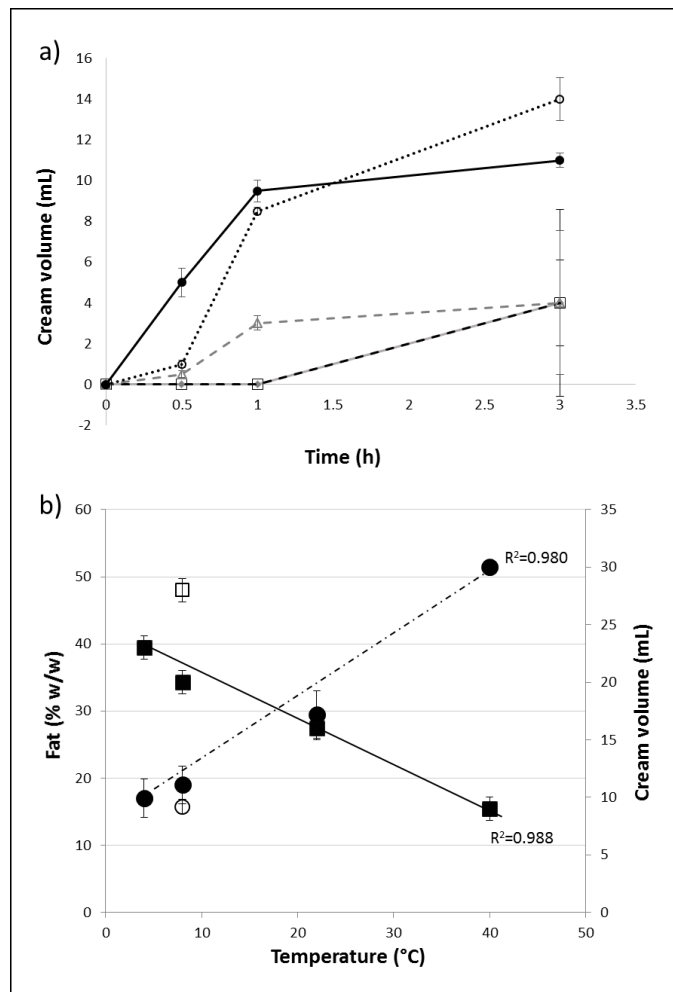 a)
16
14
12
10
8
6
4
2
0
-2
0 0.5 1 1.5 2 2.5 3 3.5
Cream volume (mL)
Time (h)
b)
60
50
40
30
20
10
0
Fat (% w/w)
35
30
25
20
15
10
5
0
Cream volume (mL)
R²=0.980
R²=0.988
0 10 20 30 40 50
Temperature (°C)